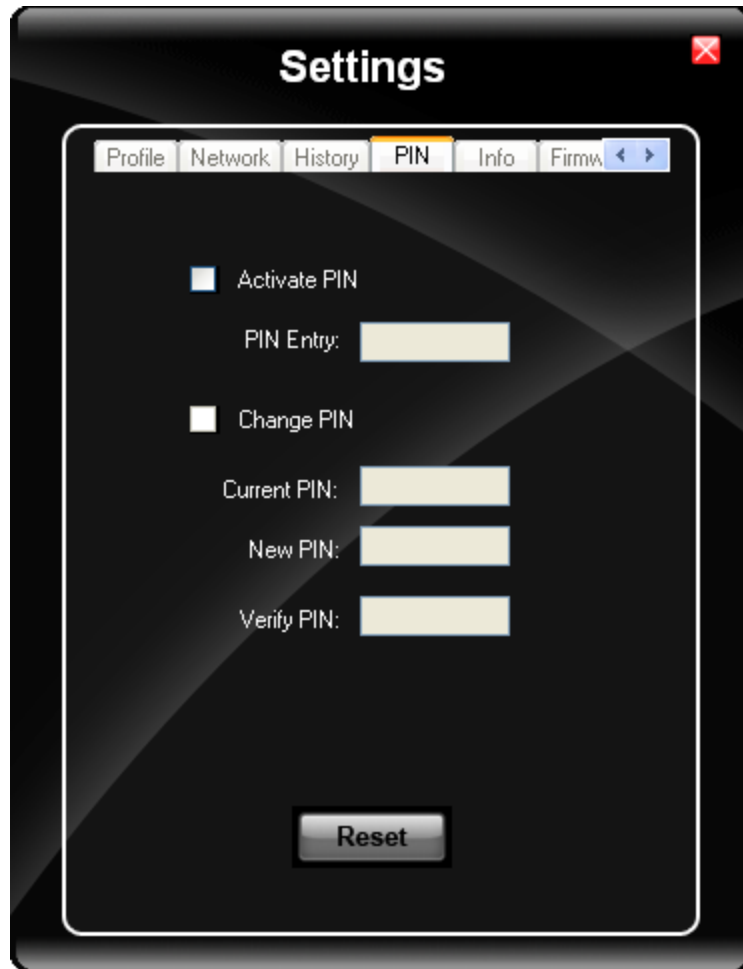 Settings
Profile Network History PIN Info Firmw
Activate PIN
PIN Entry:
Change PIN
Current PIN:
New PIN:
Verify PIN:
Reset